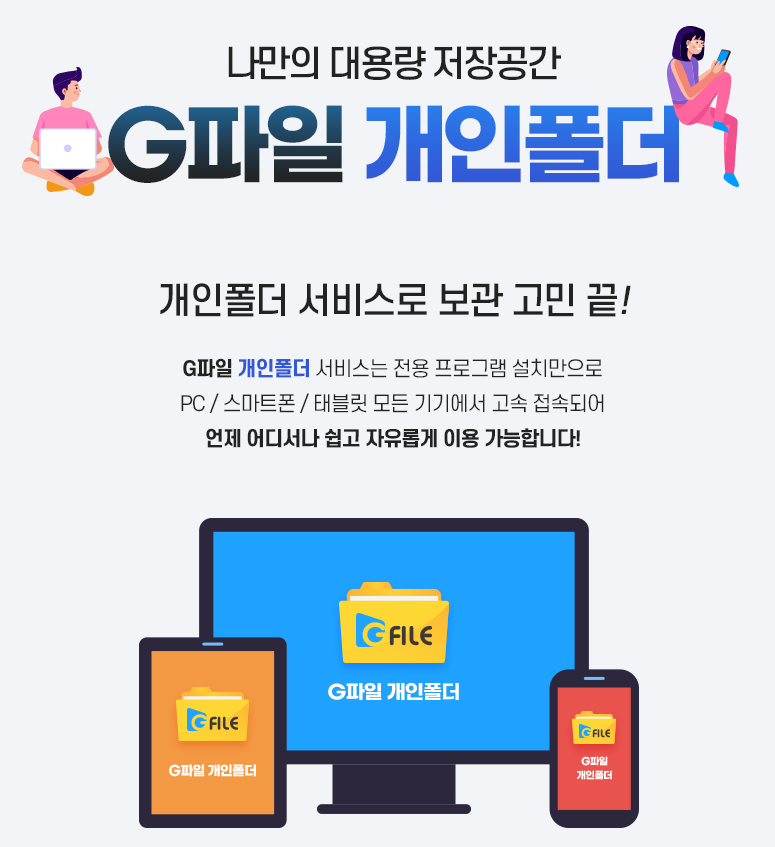 나만의 대용량 저장공간
G파일 개인폴더
개인폴더 서비스로 보관 고민 끝!
G파일 개인폴더 서비스는 전용 프로그램 설치만으로
PC / 스마트폰 / 태블릿 모든 기기에서 고속 접속되어
언제 어디서나 쉽고 자유롭게 이용 가능합니다!
G FILE
G파일 개인폴더
G FILE
G파일 개인폴더
G FILE
G파일
개인폴더